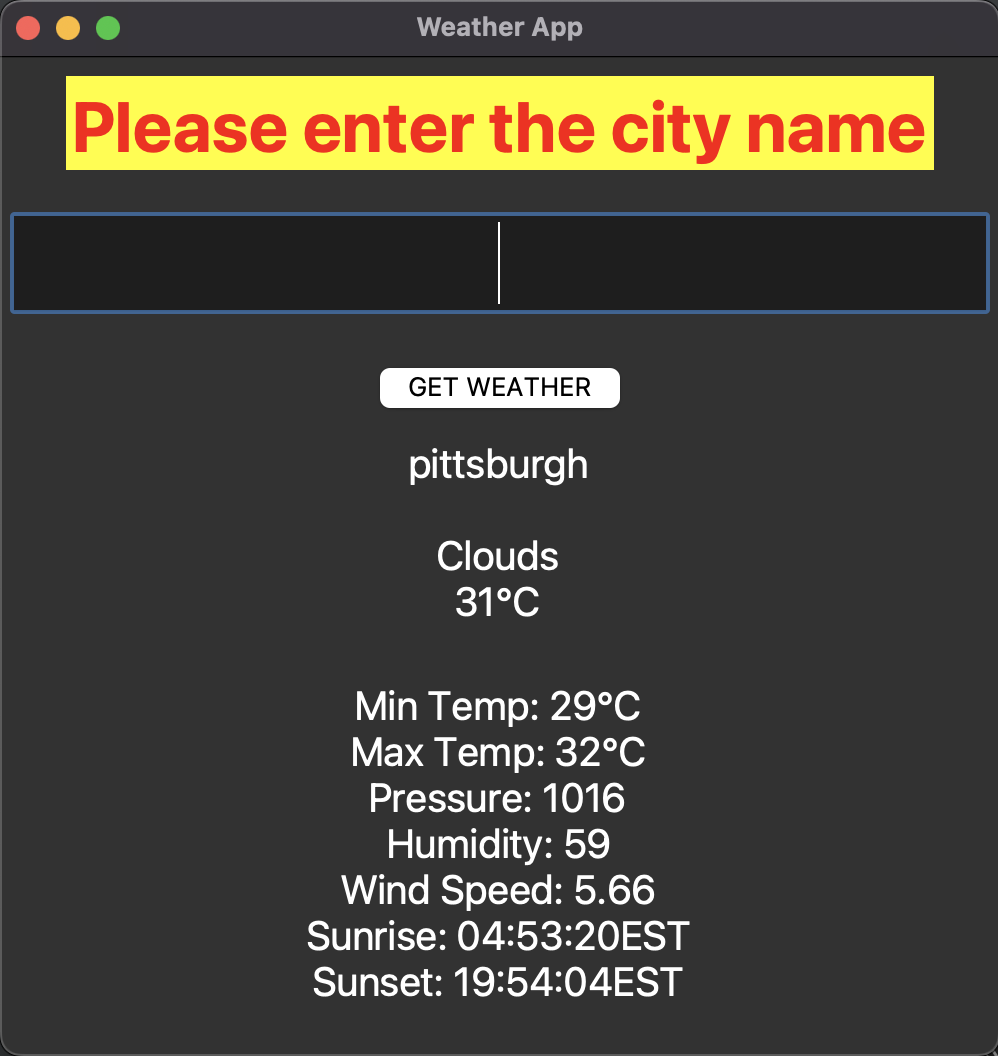 Weather App
Please enter the city name
GET WEATHER
pittsburgh
Clouds
31°C
Min Temp: 29°C
Max Temp: 32°C
Pressure: 1016
Humidity: 59
Wind Speed: 5.66
Sunrise: 04:53:20EST
Sunset: 19:54:04EST